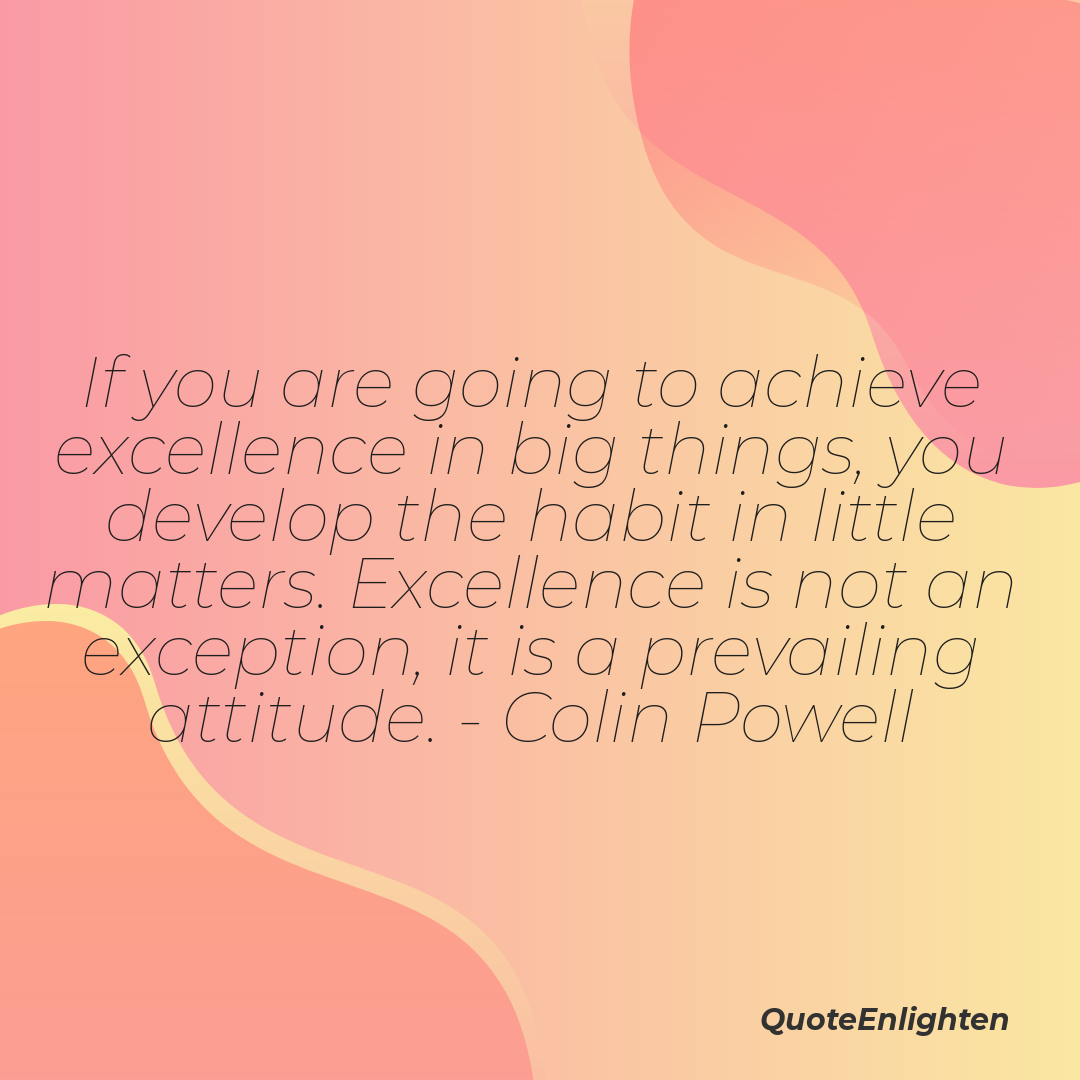 If you are going to achieve
excellence in big things, you
develop the habit in little
matters. Excellence is not an
exception, it is a prevailing
attitude. - Colin Powell
QuoteEnlighten